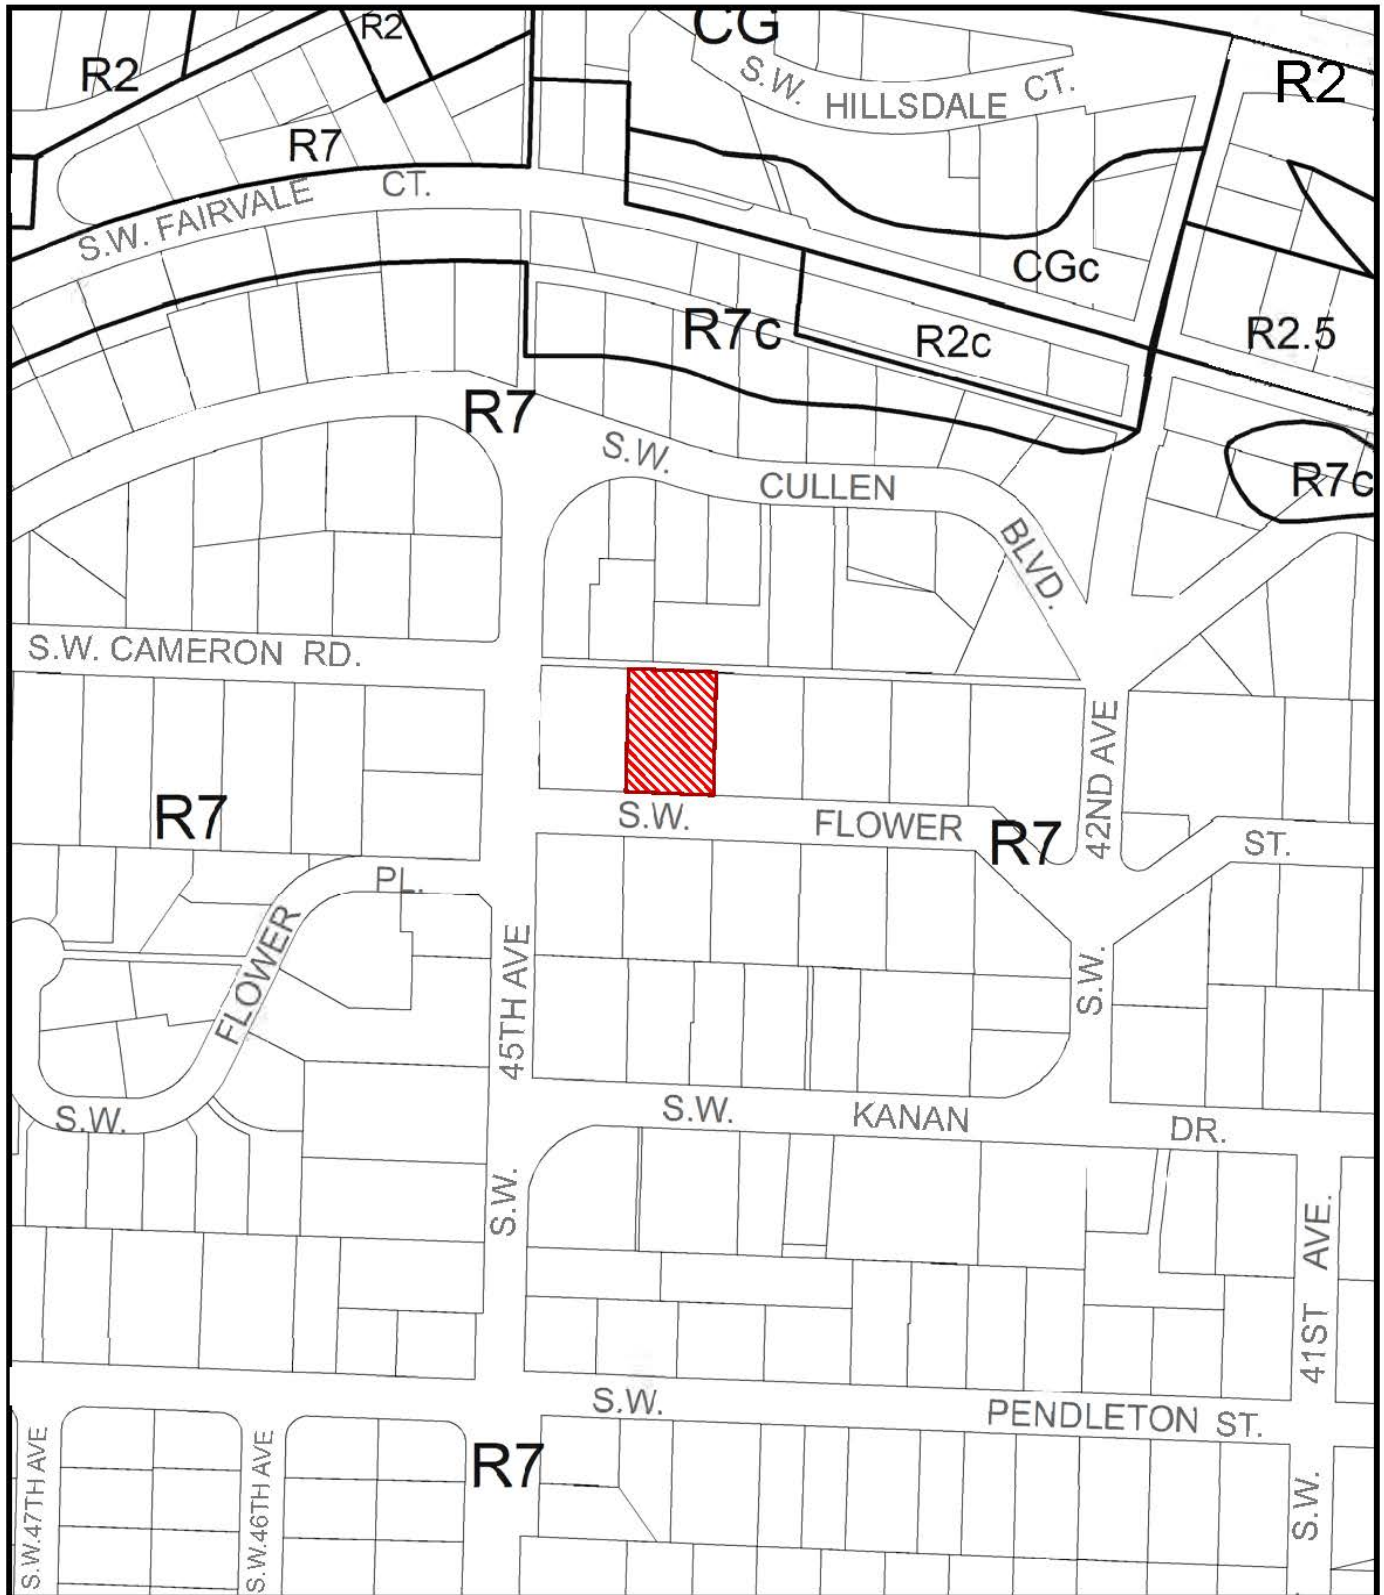 R2
CG
R2
S.W. HILLSDALE CT.
R2
R7
S.W. FAIRVALE CT.
CGc
R7c
R2c
R2.5
R7
S.W. CULLEN BLVD.
R7c
S.W. CAMERON RD.
R7
S.W. FLOWER ST.
R7
42ND AVE
S.W.
PL.
FLOWER
S.W.
45TH AVE
S.W.
S.W. KANAN DR.
41ST AVE.
S.W.
S.W. PENDLETON ST.
R7
S.W.47TH AVE
S.W.46TH AVE